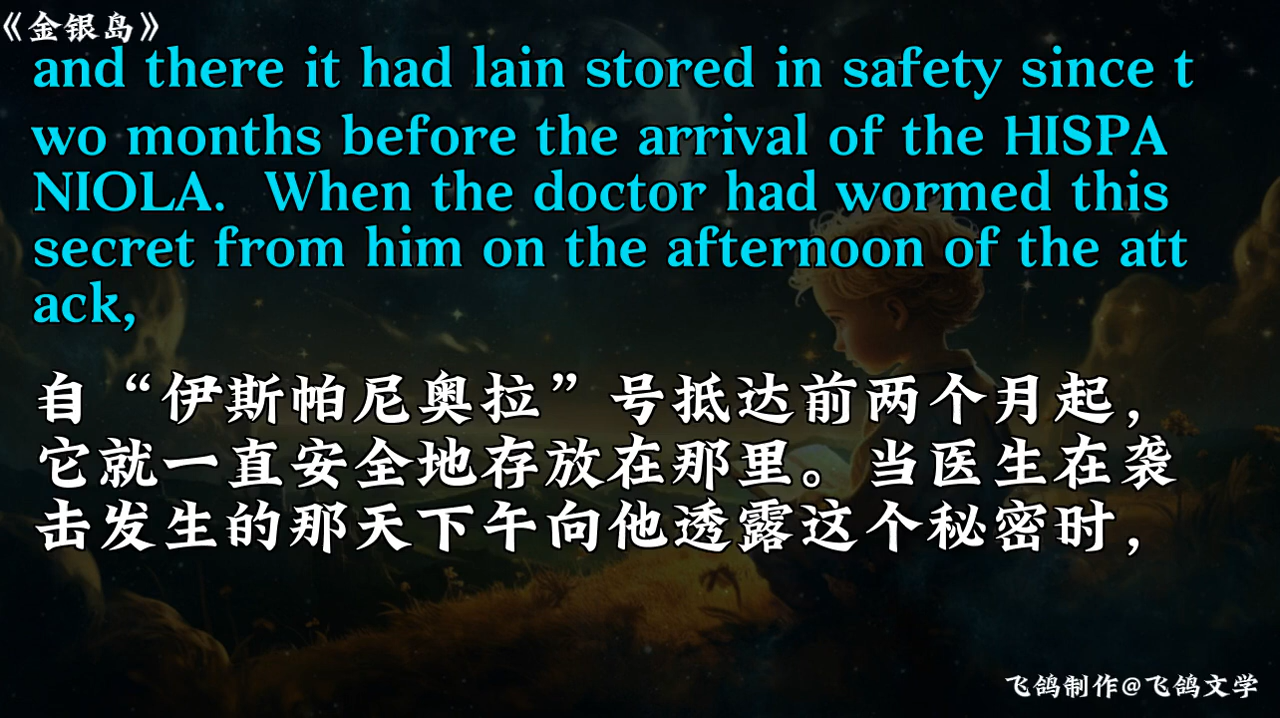 《金银岛》
and there it had lain stored in safety since t
wo months before the arrival of the HISPA
NIOLA.  When the doctor had wormed this
secret from him on the afternoon of the att
ack,
自“伊斯帕尼奥拉”号抵达前两个月起，
它就一直安全地存放在那里。当医生在袭
击发生的那天下午向他透露这个秘密时，
飞鸽制作@飞鸽文学